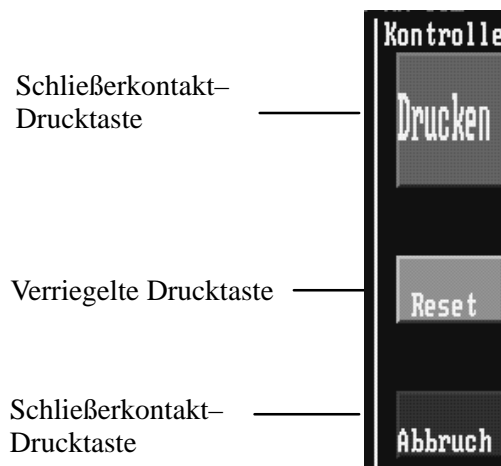 Kontrolle
Schließerkontakt–
Drucktaste
Drucken
Verriegelte Drucktaste
Reset
Schließerkontakt–
Drucktaste
Abbruch